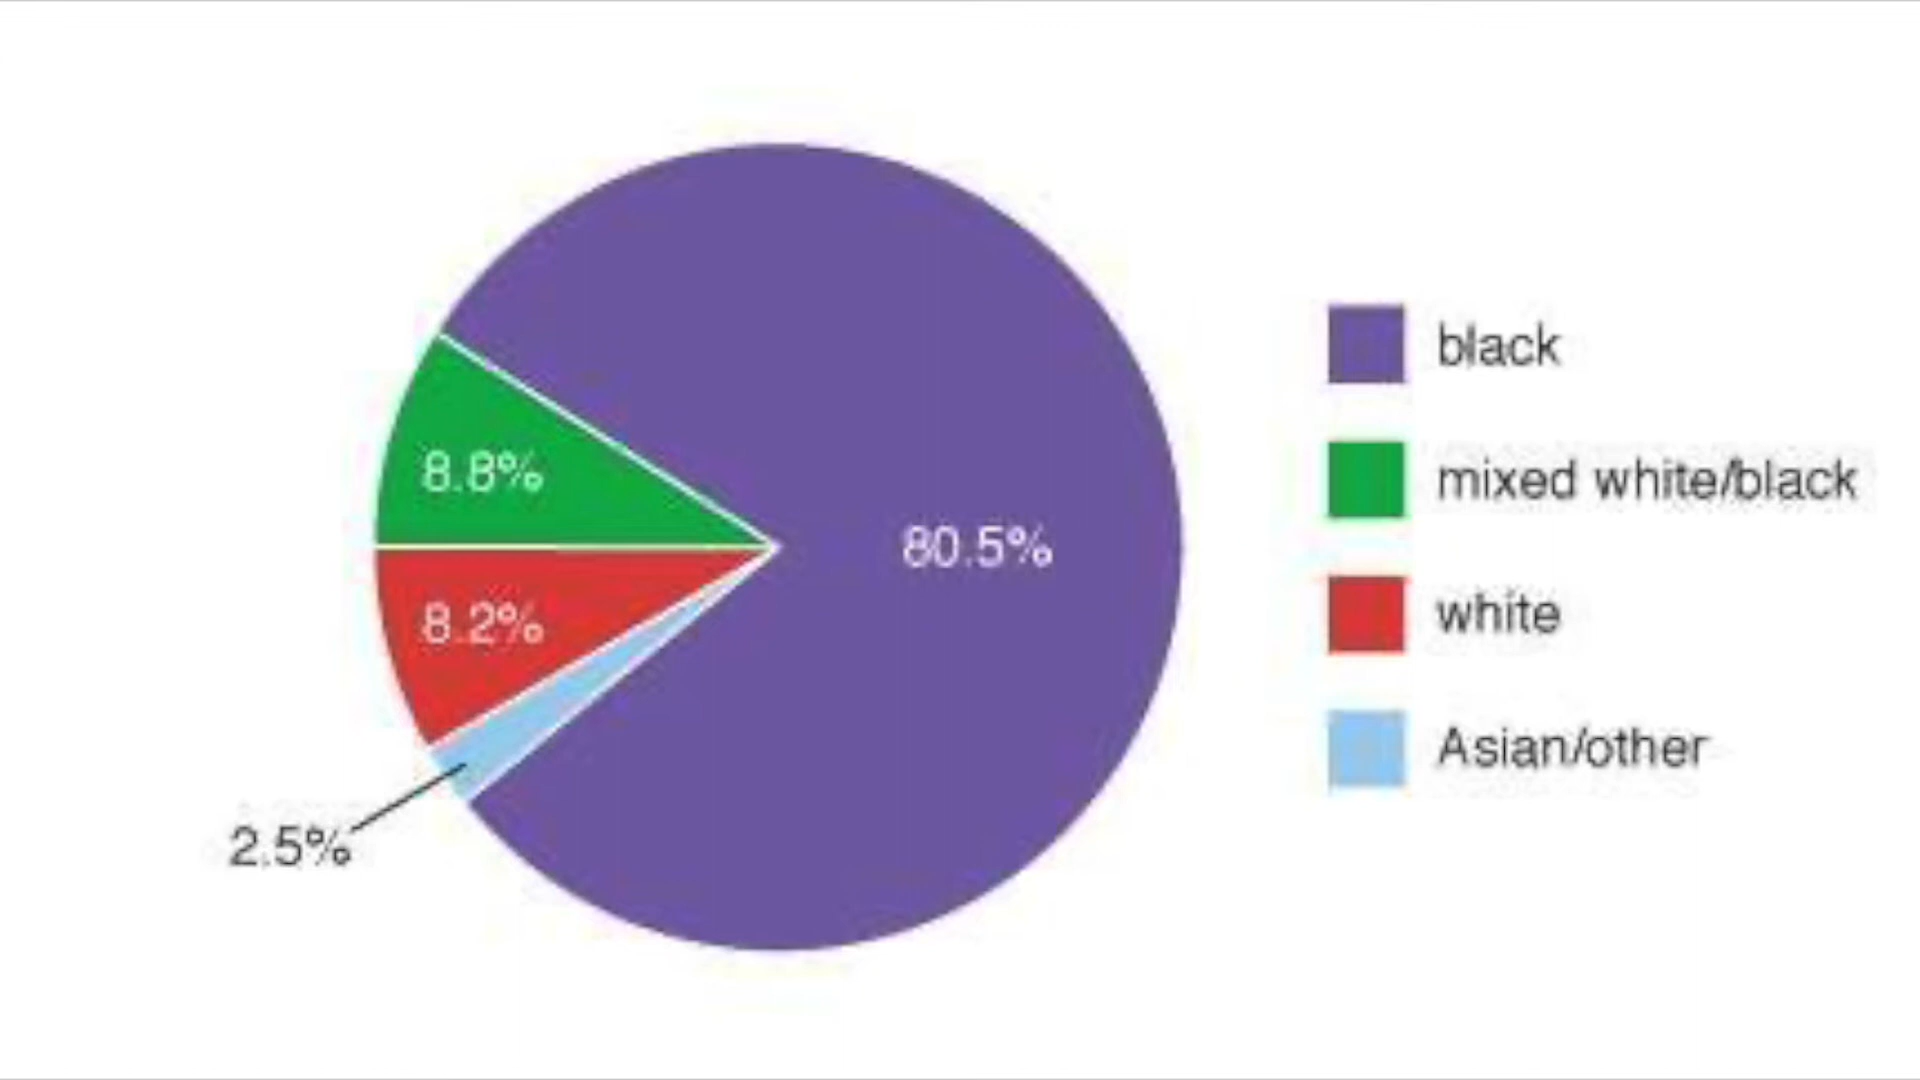 8.8%
80.5%
8.2%
2.5%
black
mixed white/black
white
Asian/other